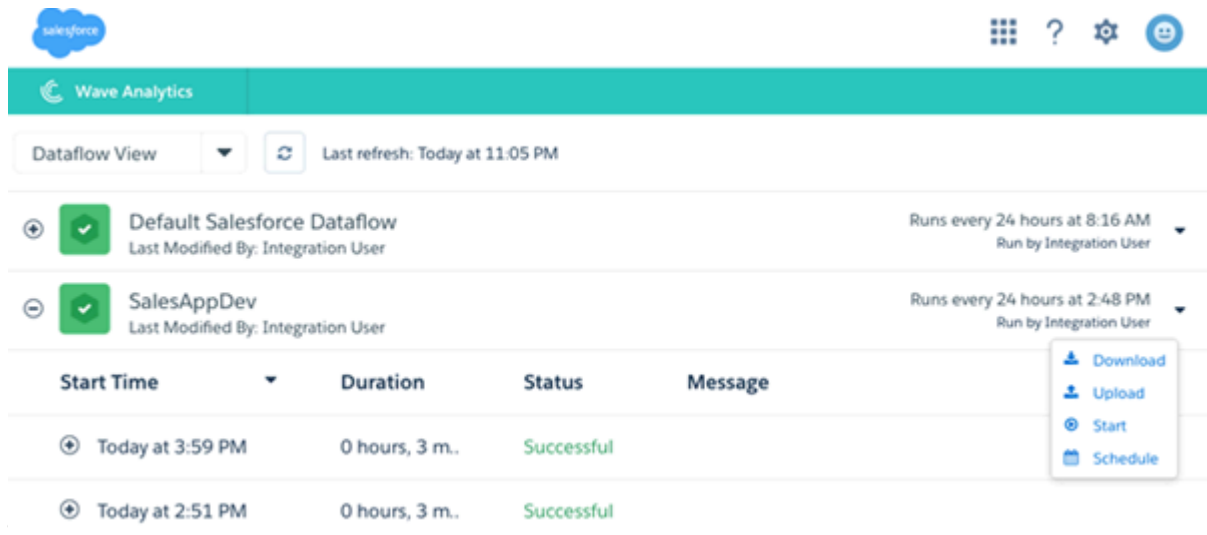 salesforce
?
Wave Analytics
Dataflow View
Last refresh: Today at 11:05 PM
Default Salesforce Dataflow
Last Modified By: Integration User
Runs every 24 hours at 8:16 AM
Run by Integration User
SalesAppDev
Last Modified By: Integration User
Runs every 24 hours at 2:48 PM
Run by Integration User
Download
Upload
Start
Schedule
Start Time Duration Status Message
Today at 3:59 PM 0 hours, 3 m.. Successful
Today at 2:51 PM 0 hours, 3 m.. Successful